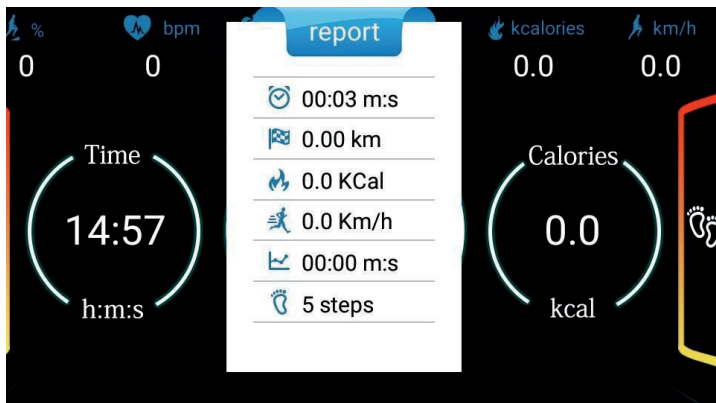 % bpm report kcalories km/h
0 0 0.0 0.0
00:03 m:s
0.00 km
Time Calories
0.0 KCal
14:57 0.0 Km/h 0.0
00:00 m:s
h:m:s 5 steps kcal